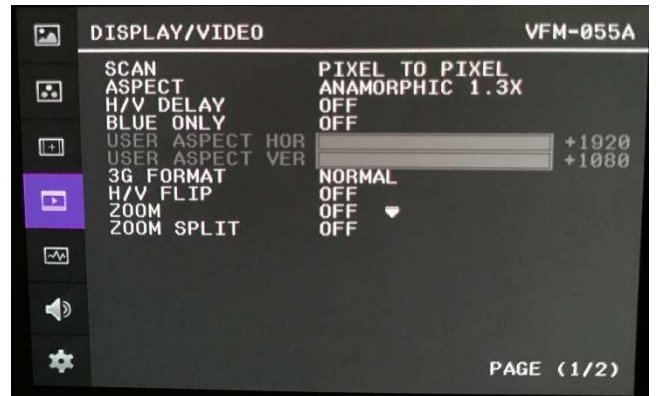 DISPLAY/VIDEO VFM-055A
SCAN PIXEL TO PIXEL
ASPECT ANAMORPHIC 1.3X
H/V DELAY OFF
BLUE ONLY OFF
USER ASPECT HOR +1920
USER ASPECT VER +1080
3G FORMAT NORMAL
H/V FLIP OFF
ZOOM OFF
ZOOM SPLIT OFF
PAGE (1/2)